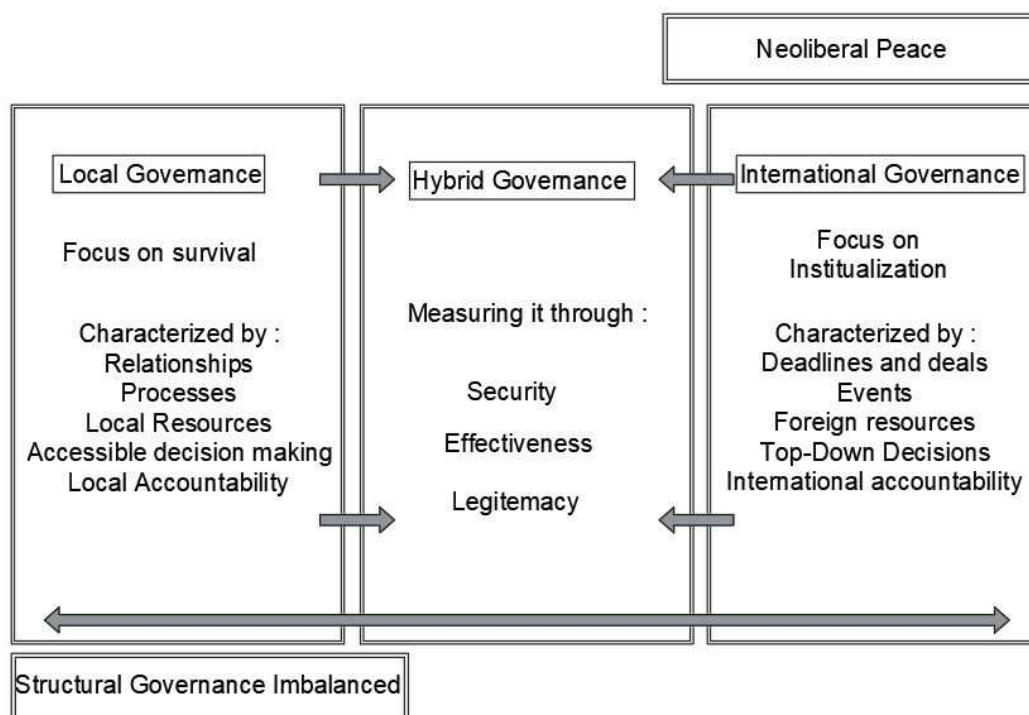 Neoliberal Peace
Local Governance
Focus on survival
Characterized by :
Relationships
Processes
Local Resources
Accessible decision making
Local Accountability
Hybrid Governance
Measuring it through :
Security
Effectiveness
Legitemacy
International Governance
Focus on
Institualization
Characterized by :
Deadlines and deals
Events
Foreign resources
Top-Down Decisions
International accountability
Structural Governance Imbalanced